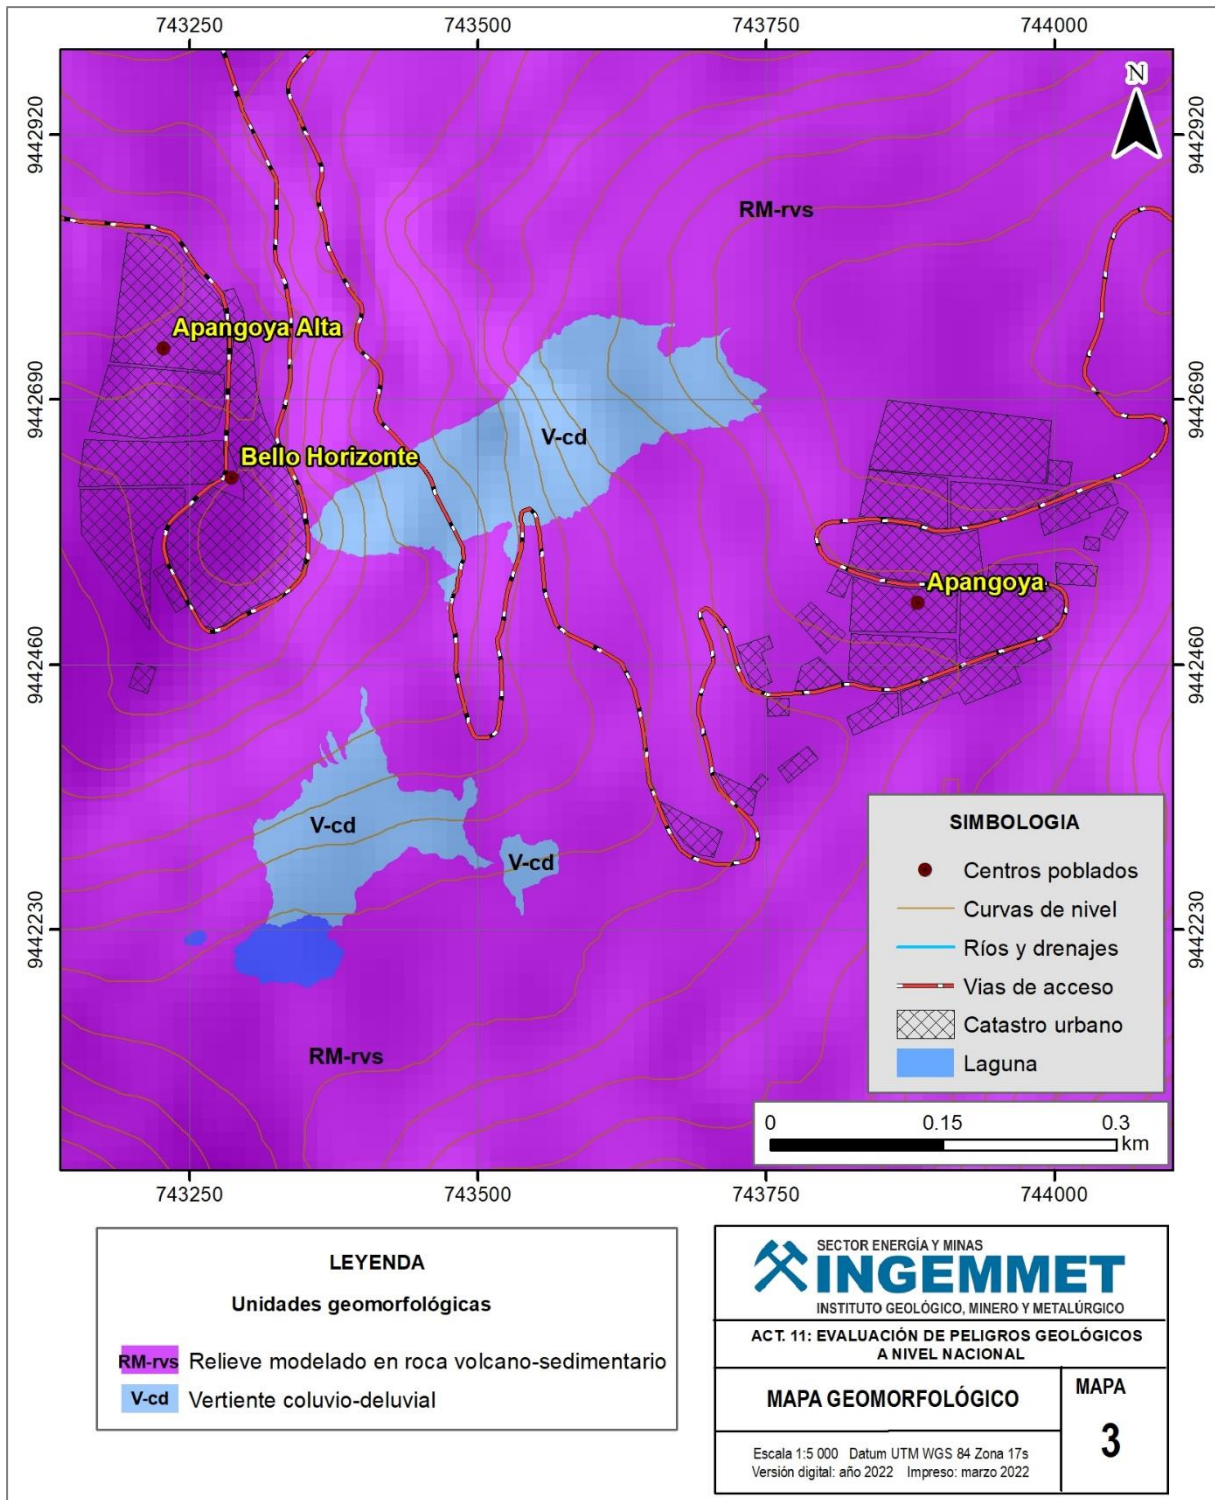 743250
743500
743750
744000
N
9442920
9442920
RM-rvs
Apangoya Alta
9442690
9442690
V-cd
Bello Horizonte
Apangoya
9442460
9442460
V-cd
V-cd
SIMBOLOGIA
Centros poblados
Curvas de nivel
Ríos y drenajes
Vias de acceso
Catastro urbano
Laguna
9442230
9442230
RM-rvs
0 0.15 0.3
km
743250
743500
743750
744000
LEYENDA
Unidades geomorfológicas
RM-rvs Relieve modelado en roca volcano-sedimentario
V-cd Vertiente coluvio-deluvial
SECTOR ENERGÍA Y MINAS
INGEMMET
INSTITUTO GEOLÓGICO, MINERO Y METALÚRGICO
ACT. 11: EVALUACIÓN DE PELIGROS GEOLÓGICOS
A NIVEL NACIONAL
MAPA GEOMORFOLÓGICO
MAPA
3
Escala 1:5 000 Datum UTM WGS 84 Zona 17s
Versión digital: año 2022 Impreso: marzo 2022